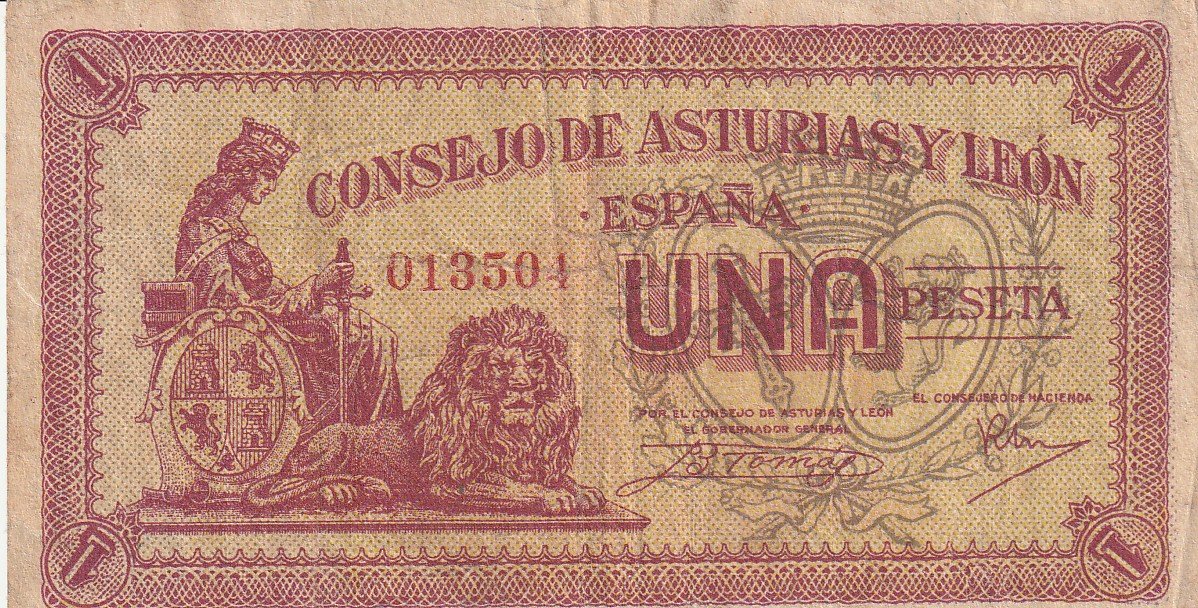 1 1
CONSEJO DE ASTURIAS Y LEÓN
· ESPAÑA ·
013504
UNA PESETA
POR EL CONSEJO DE ASTURIAS Y LEÓN
EL GOBERNADOR GENERAL
EL CONSEJERO DE HACIENDA
B Tomás
1 1